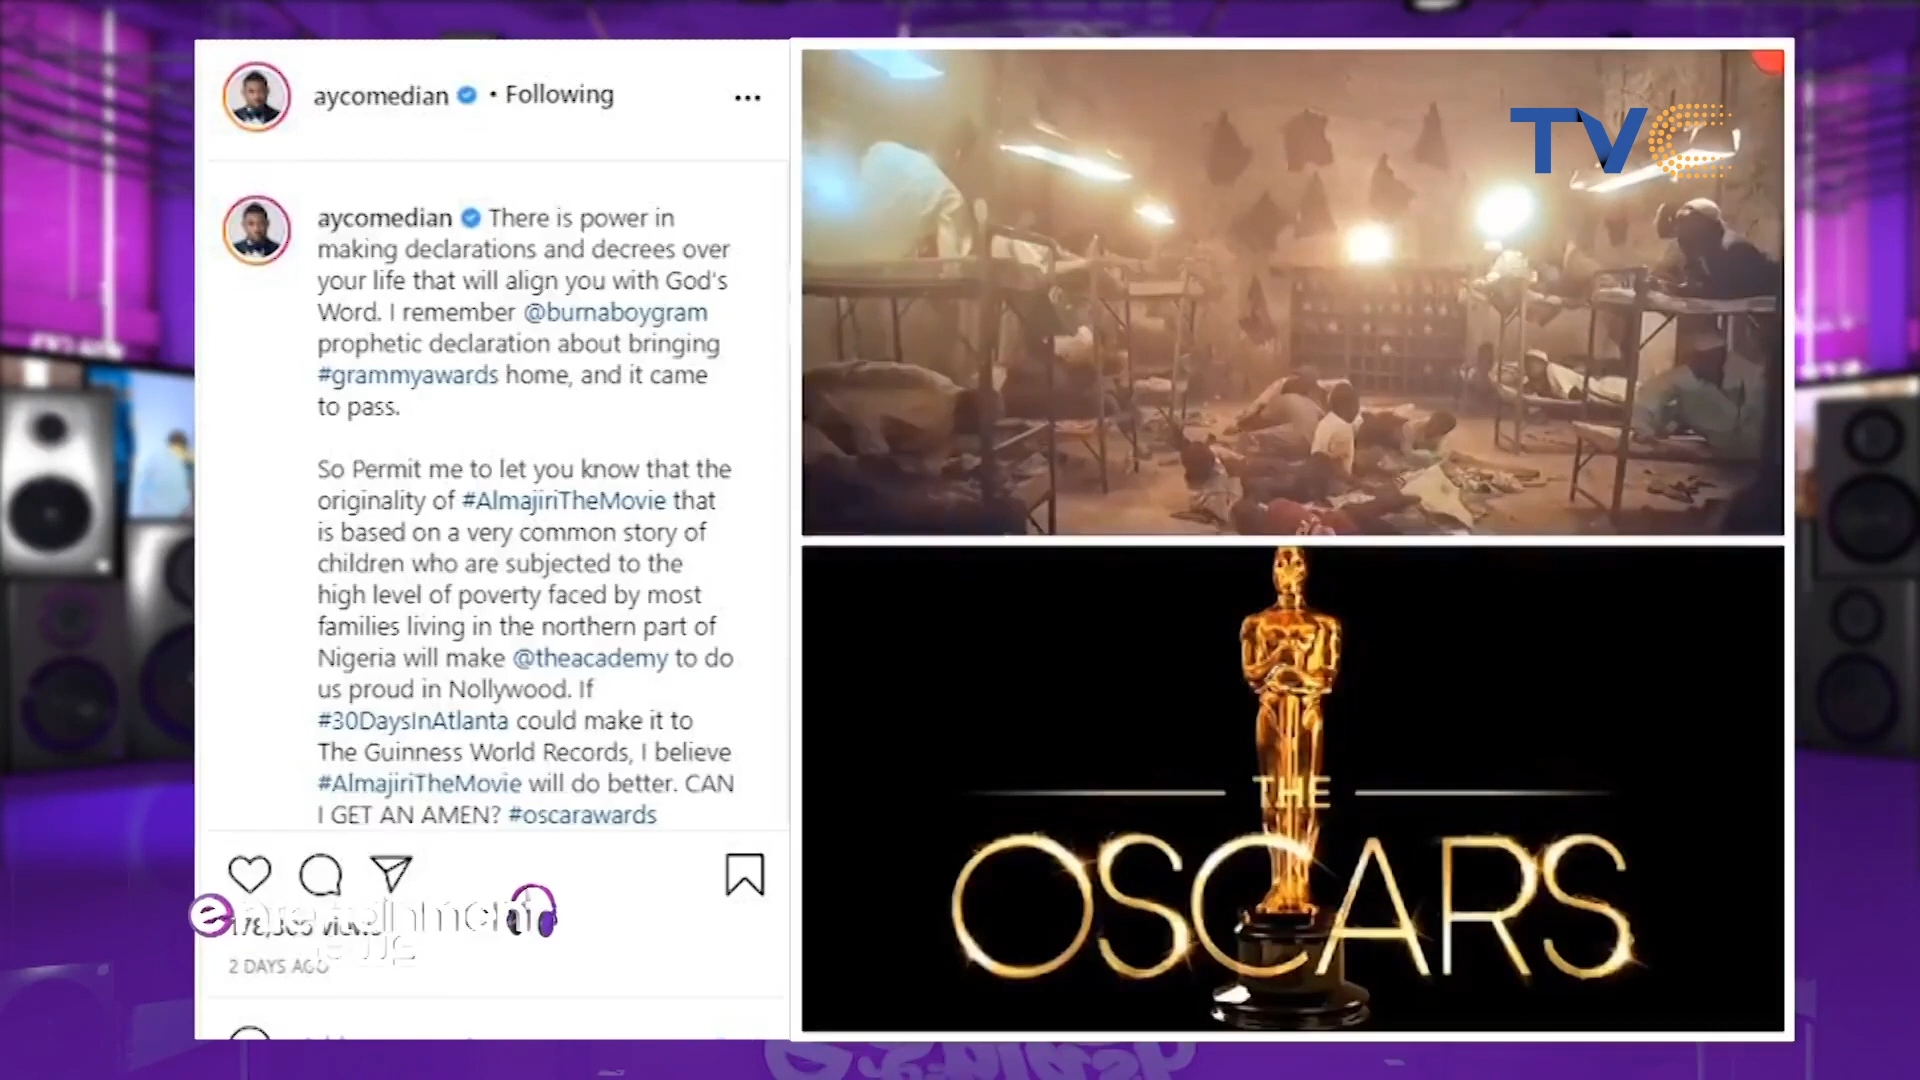 aycomedian • Following
aycomedian There is power in
making declarations and decrees over
your life that will align you with God's
Word. I remember @burnaboygram
prophetic declaration about bringing
#grammyawards home, and it came
to pass.
So Permit me to let you know that the
originality of #AlmajiriTheMovie that
is based on a very common story of
children who are subjected to the
high level of poverty faced by most
families living in the northern part of
Nigeria will make @theacademy to do
us proud in Nollywood. If
#30DaysInAtlanta could make it to
The Guinness World Records, I believe
#AlmajiriTheMovie will do better. CAN
I GET AN AMEN? #oscarawards
entertainment
2 DAYS AGO
TVC
THE
OSCARS